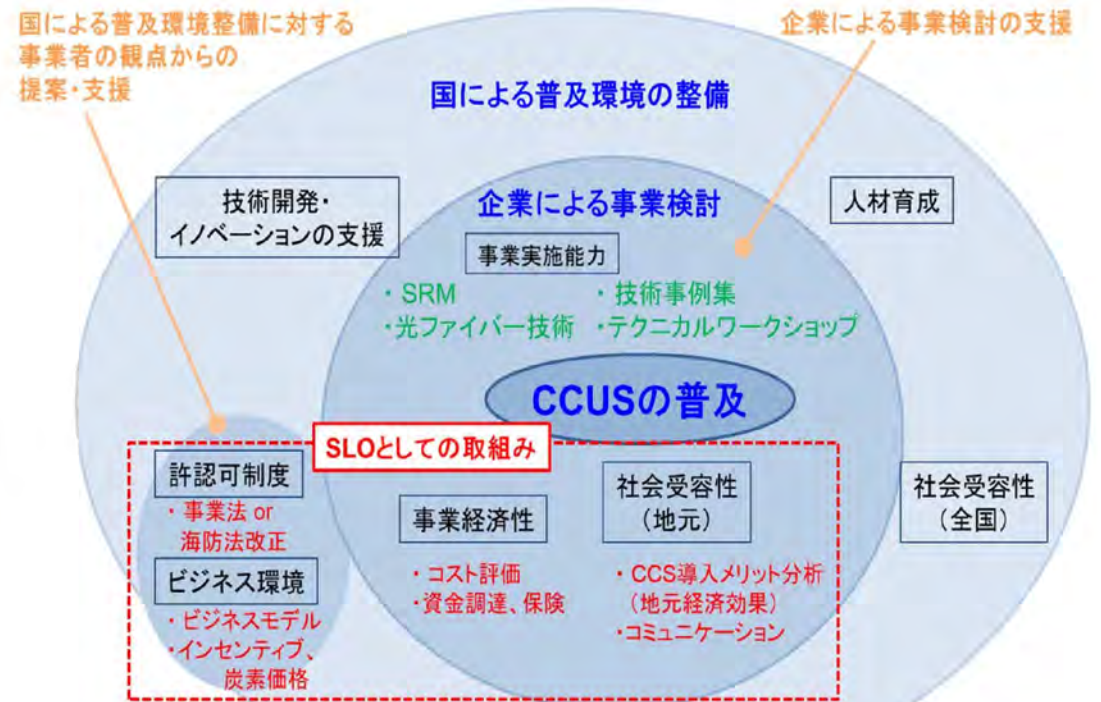 国による普及環境整備に対する
事業者の観点からの
提案・支援
企業による事業検討の支援
国による普及環境の整備
技術開発・
イノベーションの支援
企業による事業検討
人材育成
事業実施能力
・SRM
・光ファイバー技術
・技術事例集
・テクニカルワークショップ
CCUSの普及
SLOとしての取組み
許認可制度
・事業法 or
海防法改正
ビジネス環境
・ビジネスモデル
・インセンティブ、
炭素価格
事業経済性
・コスト評価
・資金調達、保険
社会受容性
（地元）
・CCS導入メリット分析
（地元経済効果）
・コミュニケーション
社会受容性
（全国）